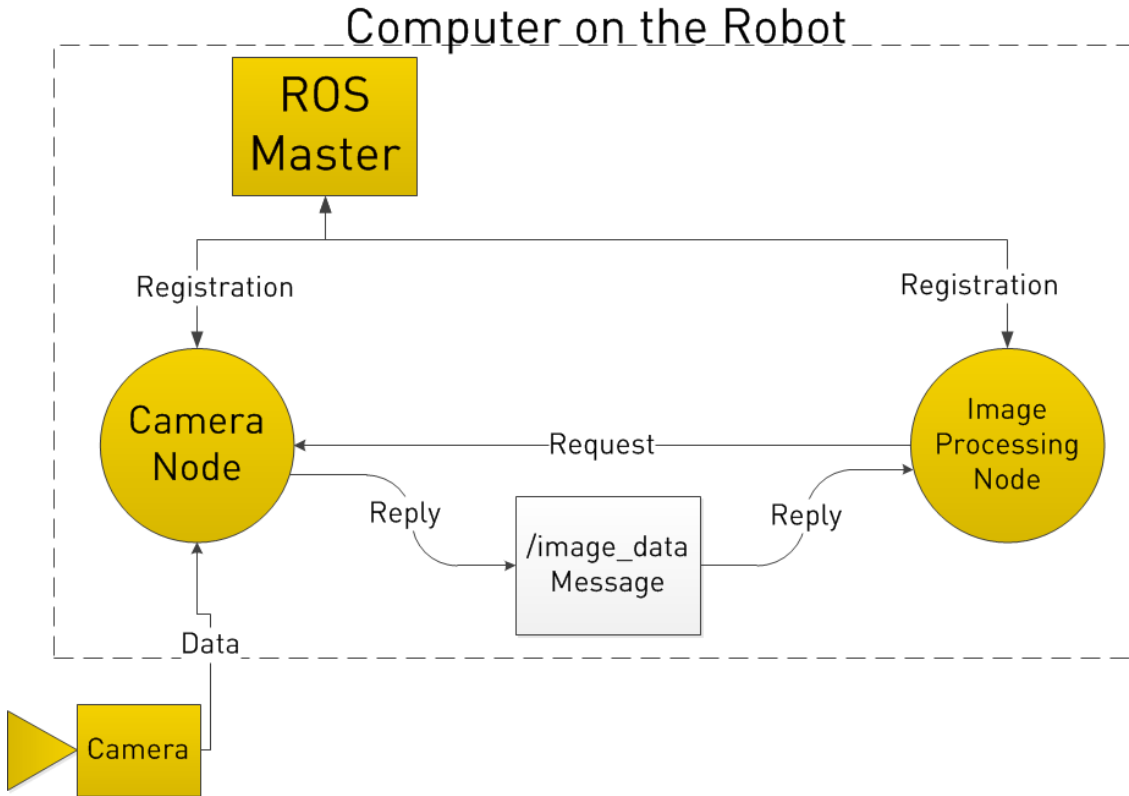 Computer on the Robot
ROS
Master
Registration
Registration
Camera
Node
Image
Processing
Node
Request
Reply
Reply
/image_data
Message
Data
Camera